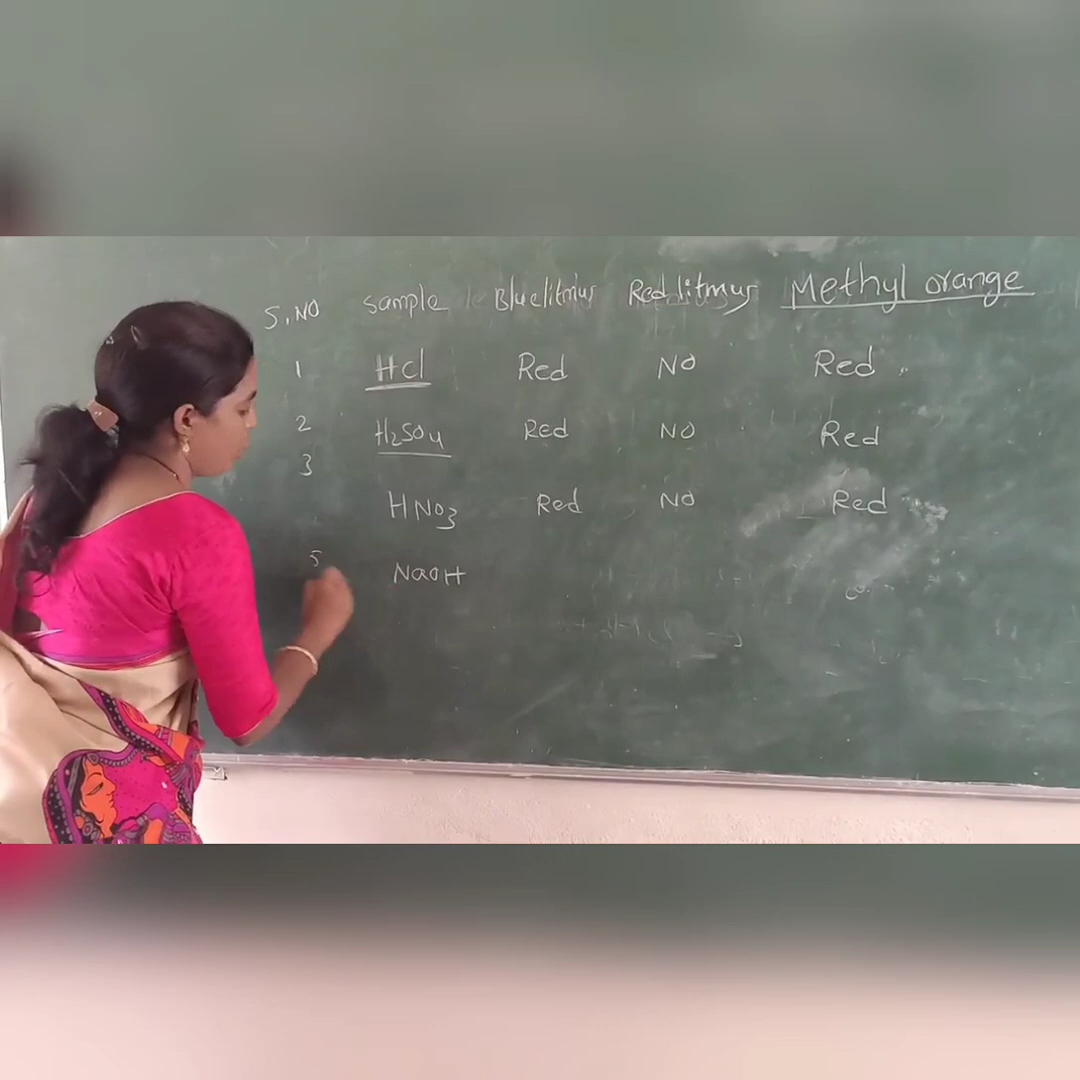 S.NO sample Bluelitmus Red litmus Methyl orange
1 HCl Red NO Red
2 H2SO4 Red NO Red
3
HNO3 Red NO Red
5 NaOH